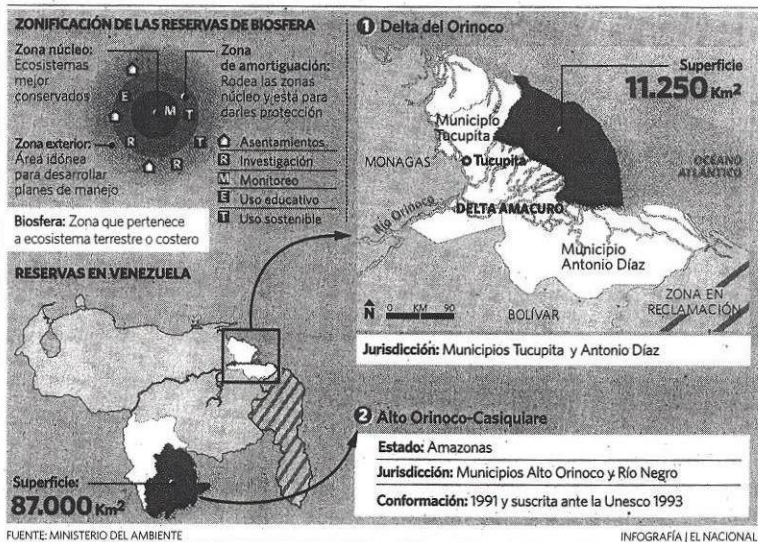 ZONIFICACIÓN DE LAS RESERVAS DE BIOSFERA
Zona núcleo:
Ecosistemas
mejor
conservados
Zona
de amortiguación:
Rodea las zonas
núcleo y está para
darles protección
E
M
T
R
T
R
Zona exterior:
Área idónea
para desarrollar
planes de manejo
Asentamientos
R Investigación
M Monitoreo
E Uso educativo
T Uso sostenible
Biosfera: Zona que pertenece
a ecosistema terrestre o costero
RESERVAS EN VENEZUELA
Superficie:
87.000 Km²
1 Delta del Orinoco
Superficie
11.250 Km²
Municipio
Tucupita
MONAGAS
Tucupita
OCÉANO
ATLÁNTICO
DELTA AMACURO
Río Orinoco
Municipio
Antonio Díaz
N
0 KM 90
BOLÍVAR
ZONA EN
RECLAMACIÓN
Jurisdicción: Municipios Tucupita y Antonio Díaz
2 Alto Orinoco-Casiquiare
Estado: Amazonas
Jurisdicción: Municipios Alto Orinoco y Río Negro
Conformación: 1991 y suscrita ante la Unesco 1993
FUENTE: MINISTERIO DEL AMBIENTE
INFOGRAFÍA | EL NACIONAL